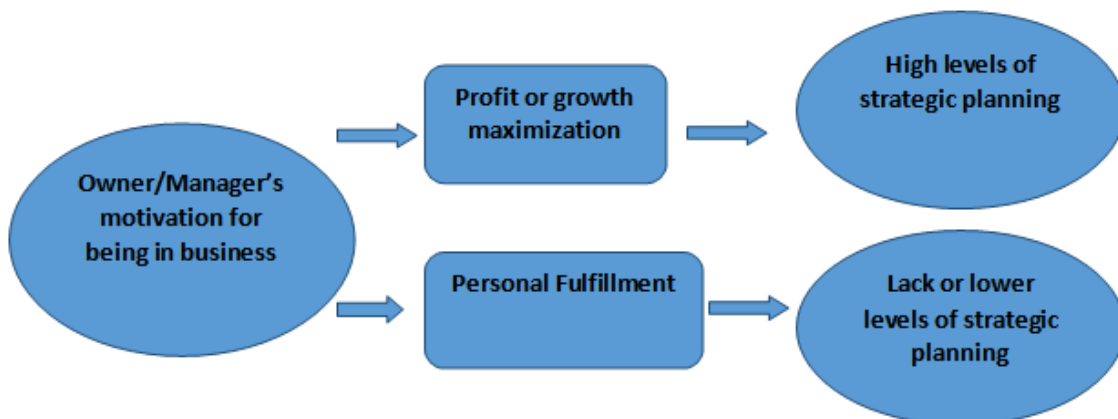 Owner/Manager’s
motivation for
being in business
Profit or growth
maximization
High levels of
strategic planning
Personal Fulfillment
Lack or lower
levels of strategic
planning